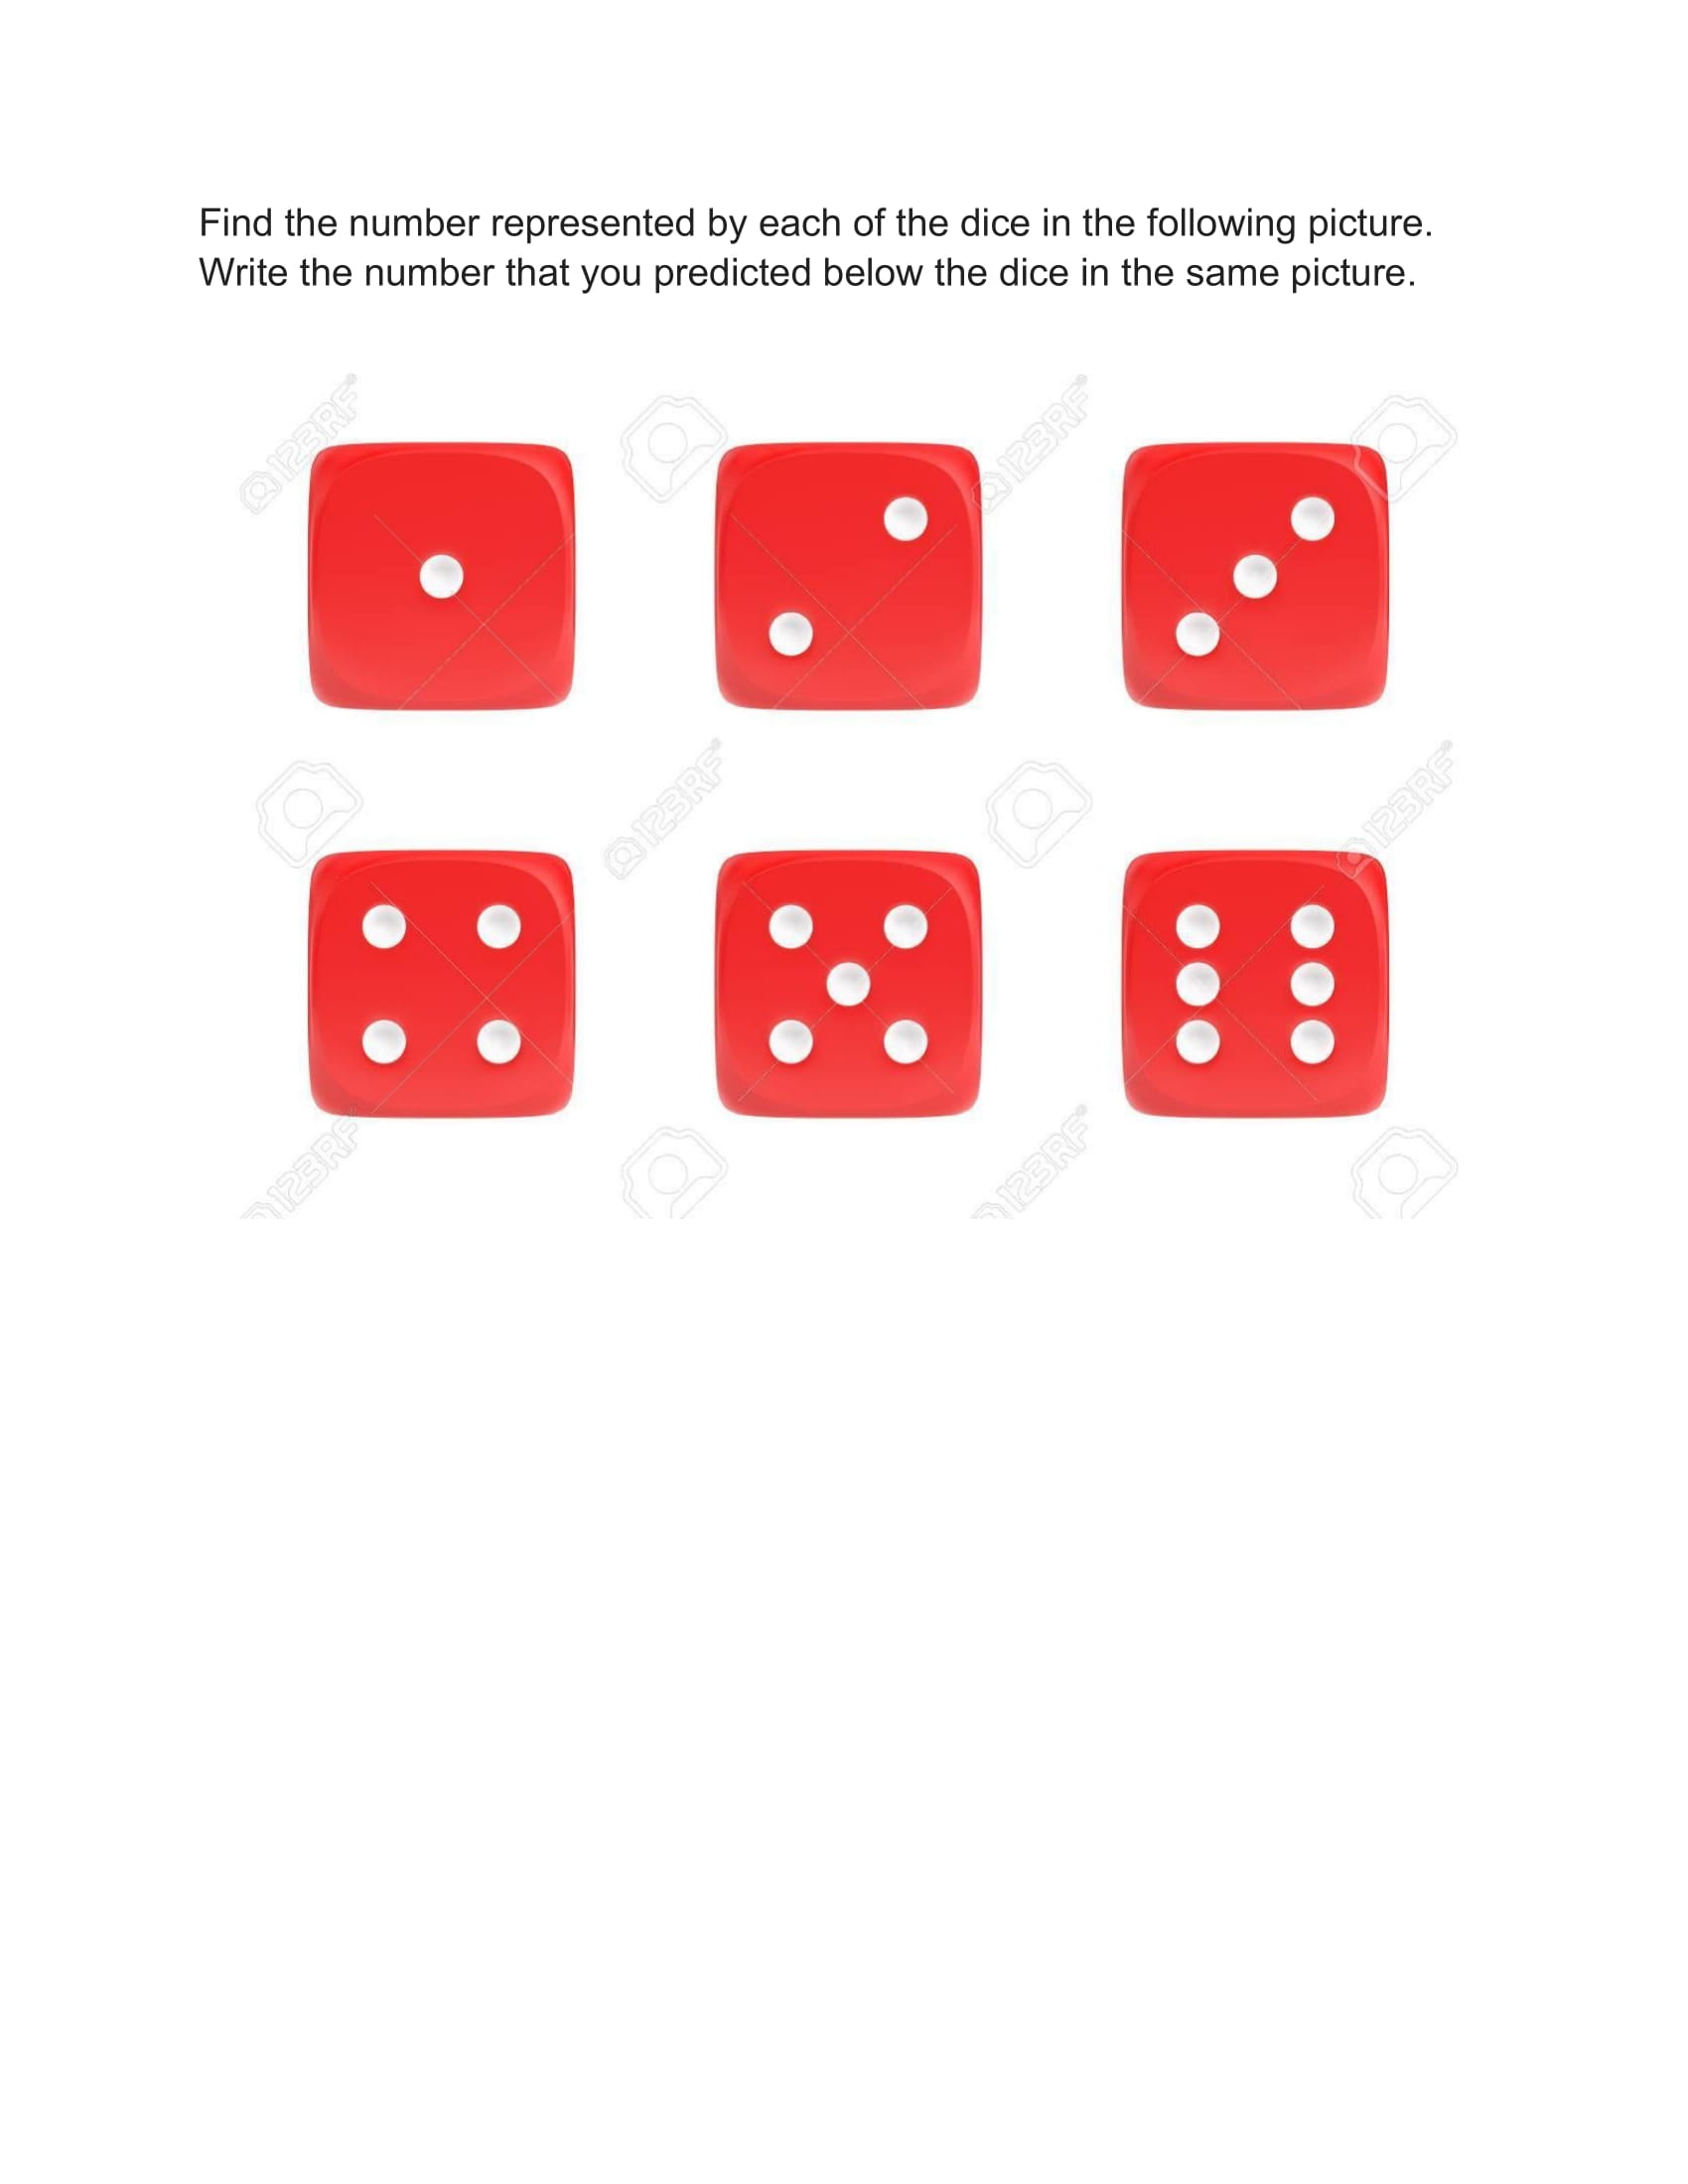 Find the number represented by each of the dice in the following picture.
Write the number that you predicted below the dice in the same picture.
123RF
123RF
123RF
123RF
123RF
123RF